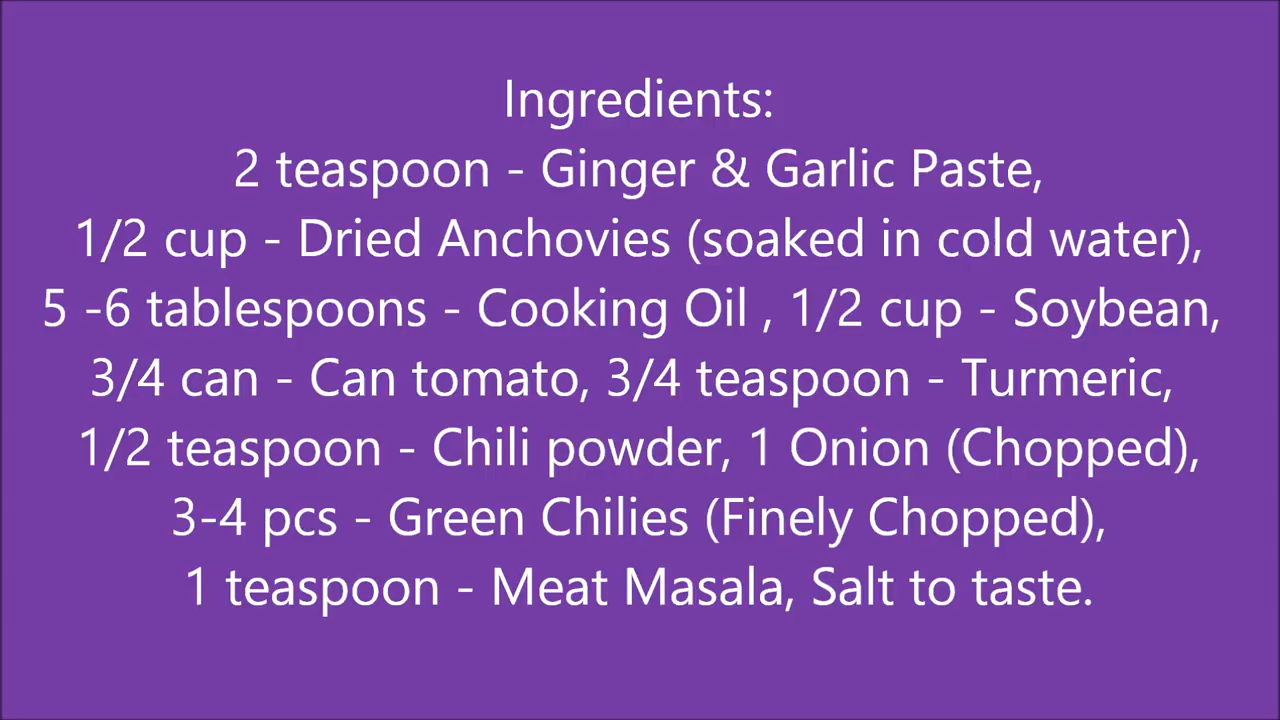 Ingredients:
2 teaspoon - Ginger & Garlic Paste,
1/2 cup - Dried Anchovies (soaked in cold water),
5 -6 tablespoons - Cooking Oil , 1/2 cup - Soybean,
3/4 can - Can tomato, 3/4 teaspoon - Turmeric,
1/2 teaspoon - Chili powder, 1 Onion (Chopped),
3-4 pcs - Green Chilies (Finely Chopped),
1 teaspoon - Meat Masala, Salt to taste.